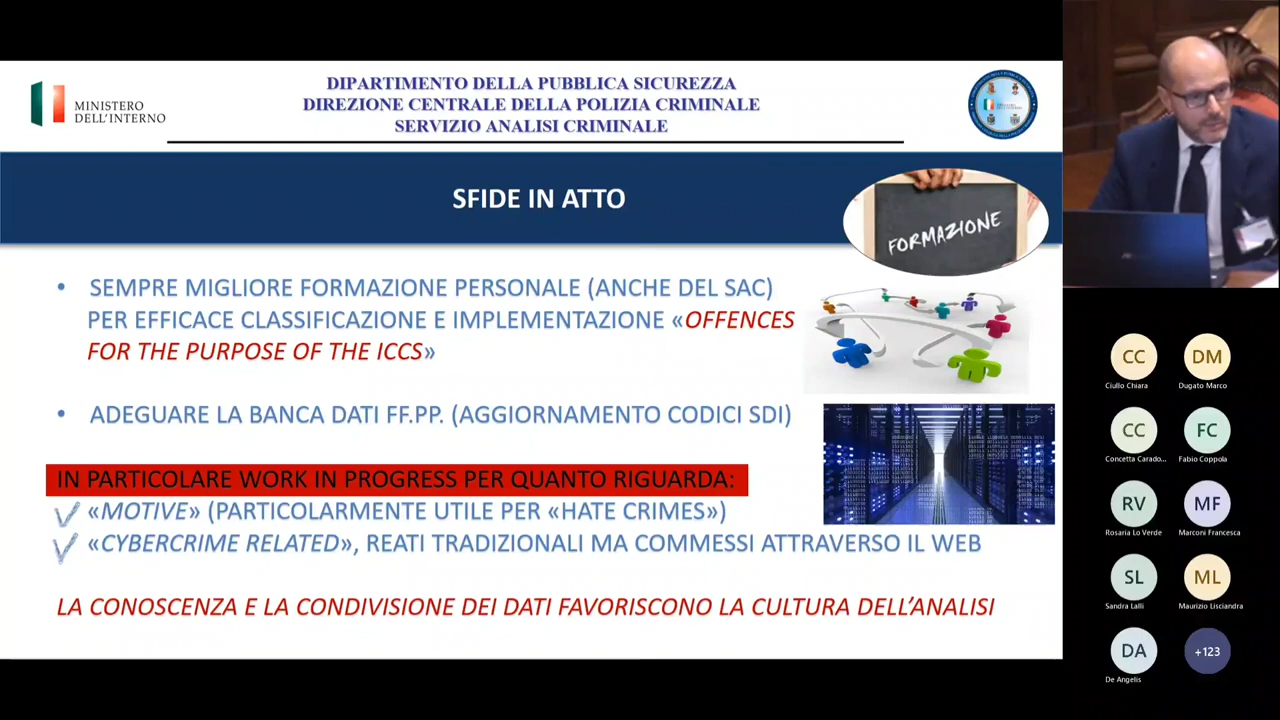 MINISTERO
DELL'INTERNO
DIPARTIMENTO DELLA PUBBLICA SICUREZZA
DIREZIONE CENTRALE DELLA POLIZIA CRIMINALE
SERVIZIO ANALISI CRIMINALE
SFIDE IN ATTO
FORMAZIONE
• SEMPRE MIGLIORE FORMAZIONE PERSONALE (ANCHE DEL SAC)
PER EFFICACE CLASSIFICAZIONE E IMPLEMENTAZIONE «OFFENCES
FOR THE PURPOSE OF THE ICCS»
• ADEGUARE LA BANCA DATI FF.PP. (AGGIORNAMENTO CODICI SDI)
IN PARTICOLARE WORK IN PROGRESS PER QUANTO RIGUARDA:
«MOTIVE» (PARTICOLARMENTE UTILE PER «HATE CRIMES»)
«CYBERCRIME RELATED», REATI TRADIZIONALI MA COMMESSI ATTRAVERSO IL WEB
LA CONOSCENZA E LA CONDIVISIONE DEI DATI FAVORISCONO LA CULTURA DELL'ANALISI
CC DM
Ciullo Chiara Dugato Marco
CC FC
Concetta Carado... Fabio Coppola
RV MF
Rosaria Lo Verde Marconi Francesca
SL ML
Sandra Lalli Maurizio Lisciandra
DA +123
De Angelis